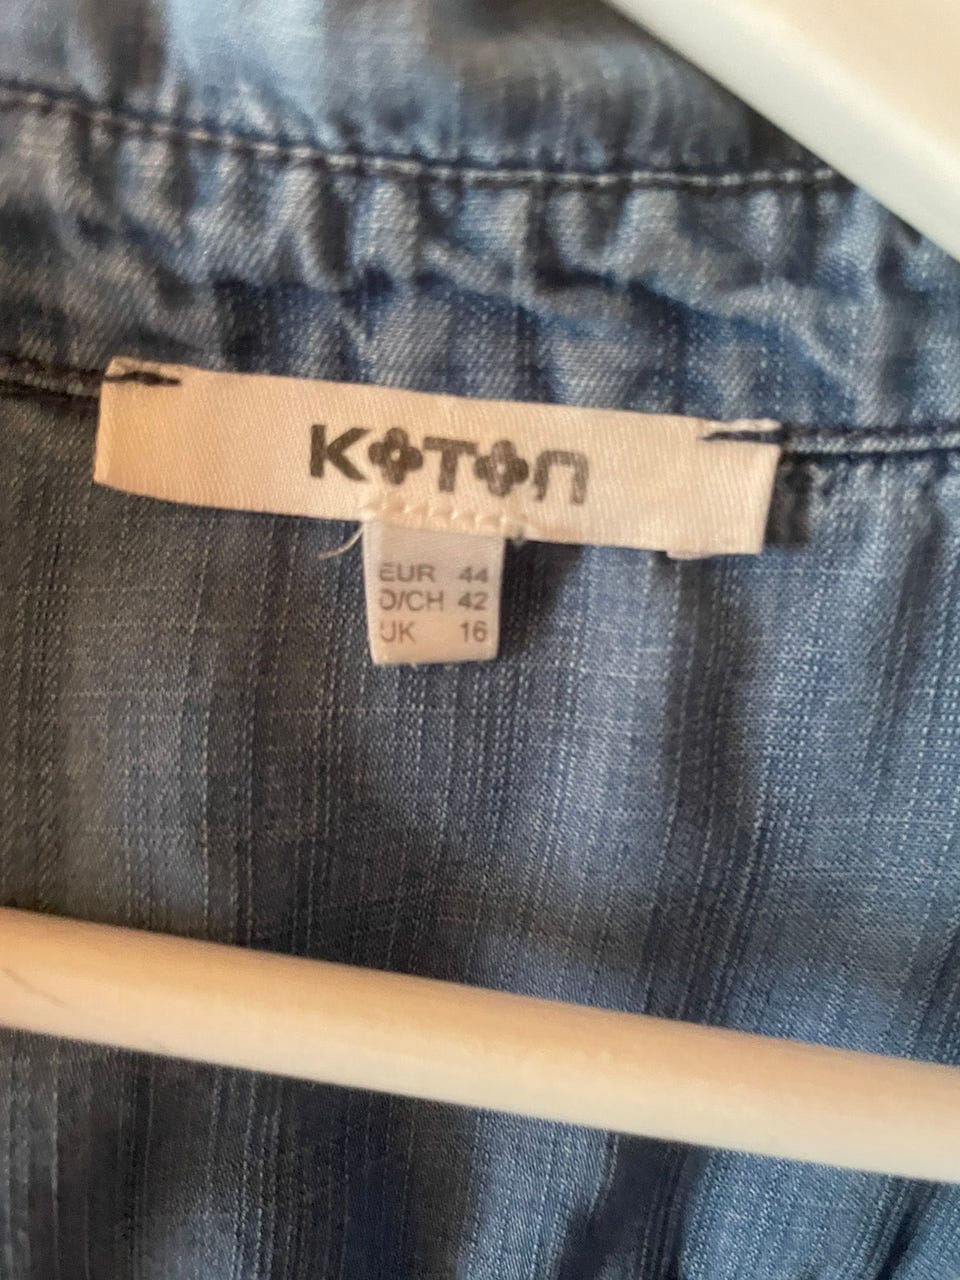 KOTON
EUR 44
D/CH 42
UK 16